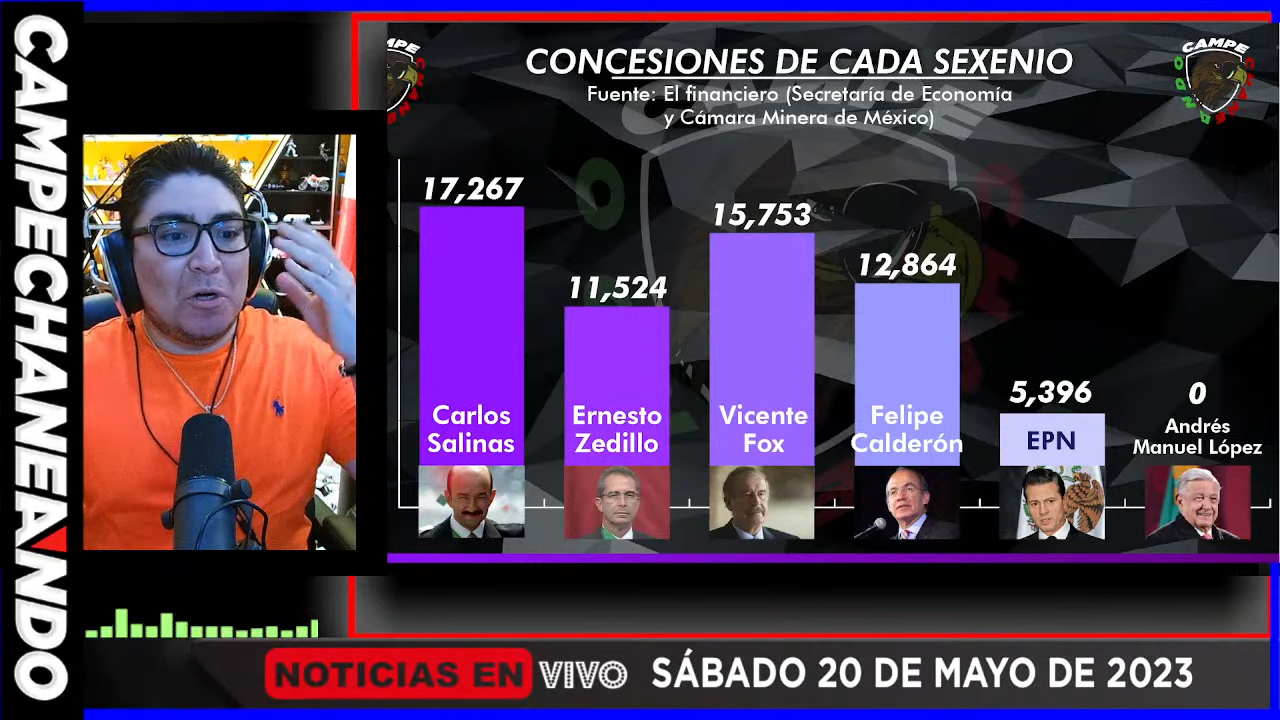 CAMPECHANEANDO
CONCESIONES DE CADA SEXENIO
Fuente: El financiero (Secretaría de Economía
y Cámara Minera de México)
CAMPE
17,267
11,524
15,753
12,864
5,396
0
Carlos
Salinas
Ernesto
Zedillo
Vicente
Fox
Felipe
Calderón
EPN
Andrés
Manuel López
NOTICIAS EN VIVO SÁBADO 20 DE MAYO DE 2023